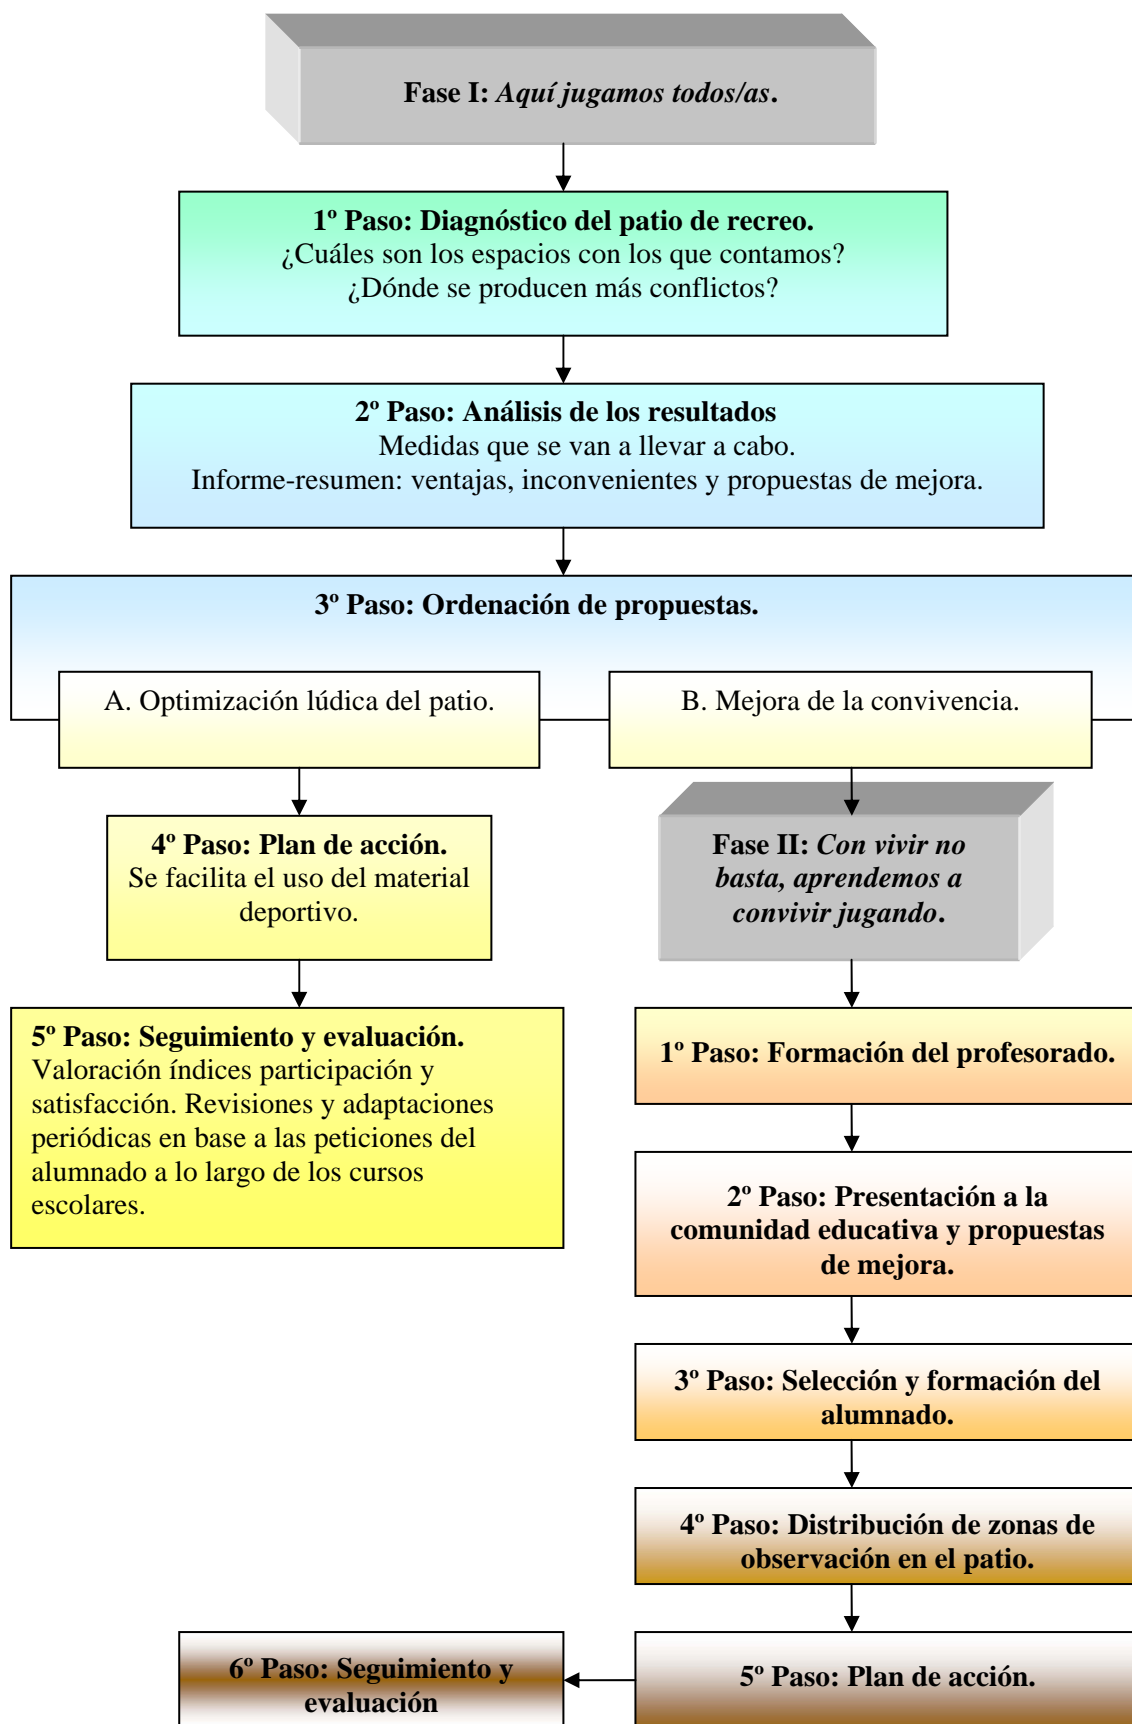 Fase I: Aquí jugamos todos/as.
1º Paso: Diagnóstico del patio de recreo.
¿Cuáles son los espacios con los que contamos?
¿Dónde se producen más conflictos?
2º Paso: Análisis de los resultados
Medidas que se van a llevar a cabo.
Informe-resumen: ventajas, inconvenientes y propuestas de mejora.
3º Paso: Ordenación de propuestas.
A. Optimización lúdica del patio.
B. Mejora de la convivencia.
4º Paso: Plan de acción.
Se facilita el uso del material
deportivo.
5º Paso: Seguimiento y evaluación.
Valoración índices participación y
satisfacción. Revisiones y adaptaciones
periódicas en base a las peticiones del
alumnado a lo largo de los cursos
escolares.
Fase II: Con vivir no
basta, aprendemos a
convivir jugando.
1º Paso: Formación del profesorado.
2º Paso: Presentación a la
comunidad educativa y propuestas
de mejora.
3º Paso: Selección y formación del
alumnado.
4º Paso: Distribución de zonas de
observación en el patio.
5º Paso: Plan de acción.
6º Paso: Seguimiento y
evaluación